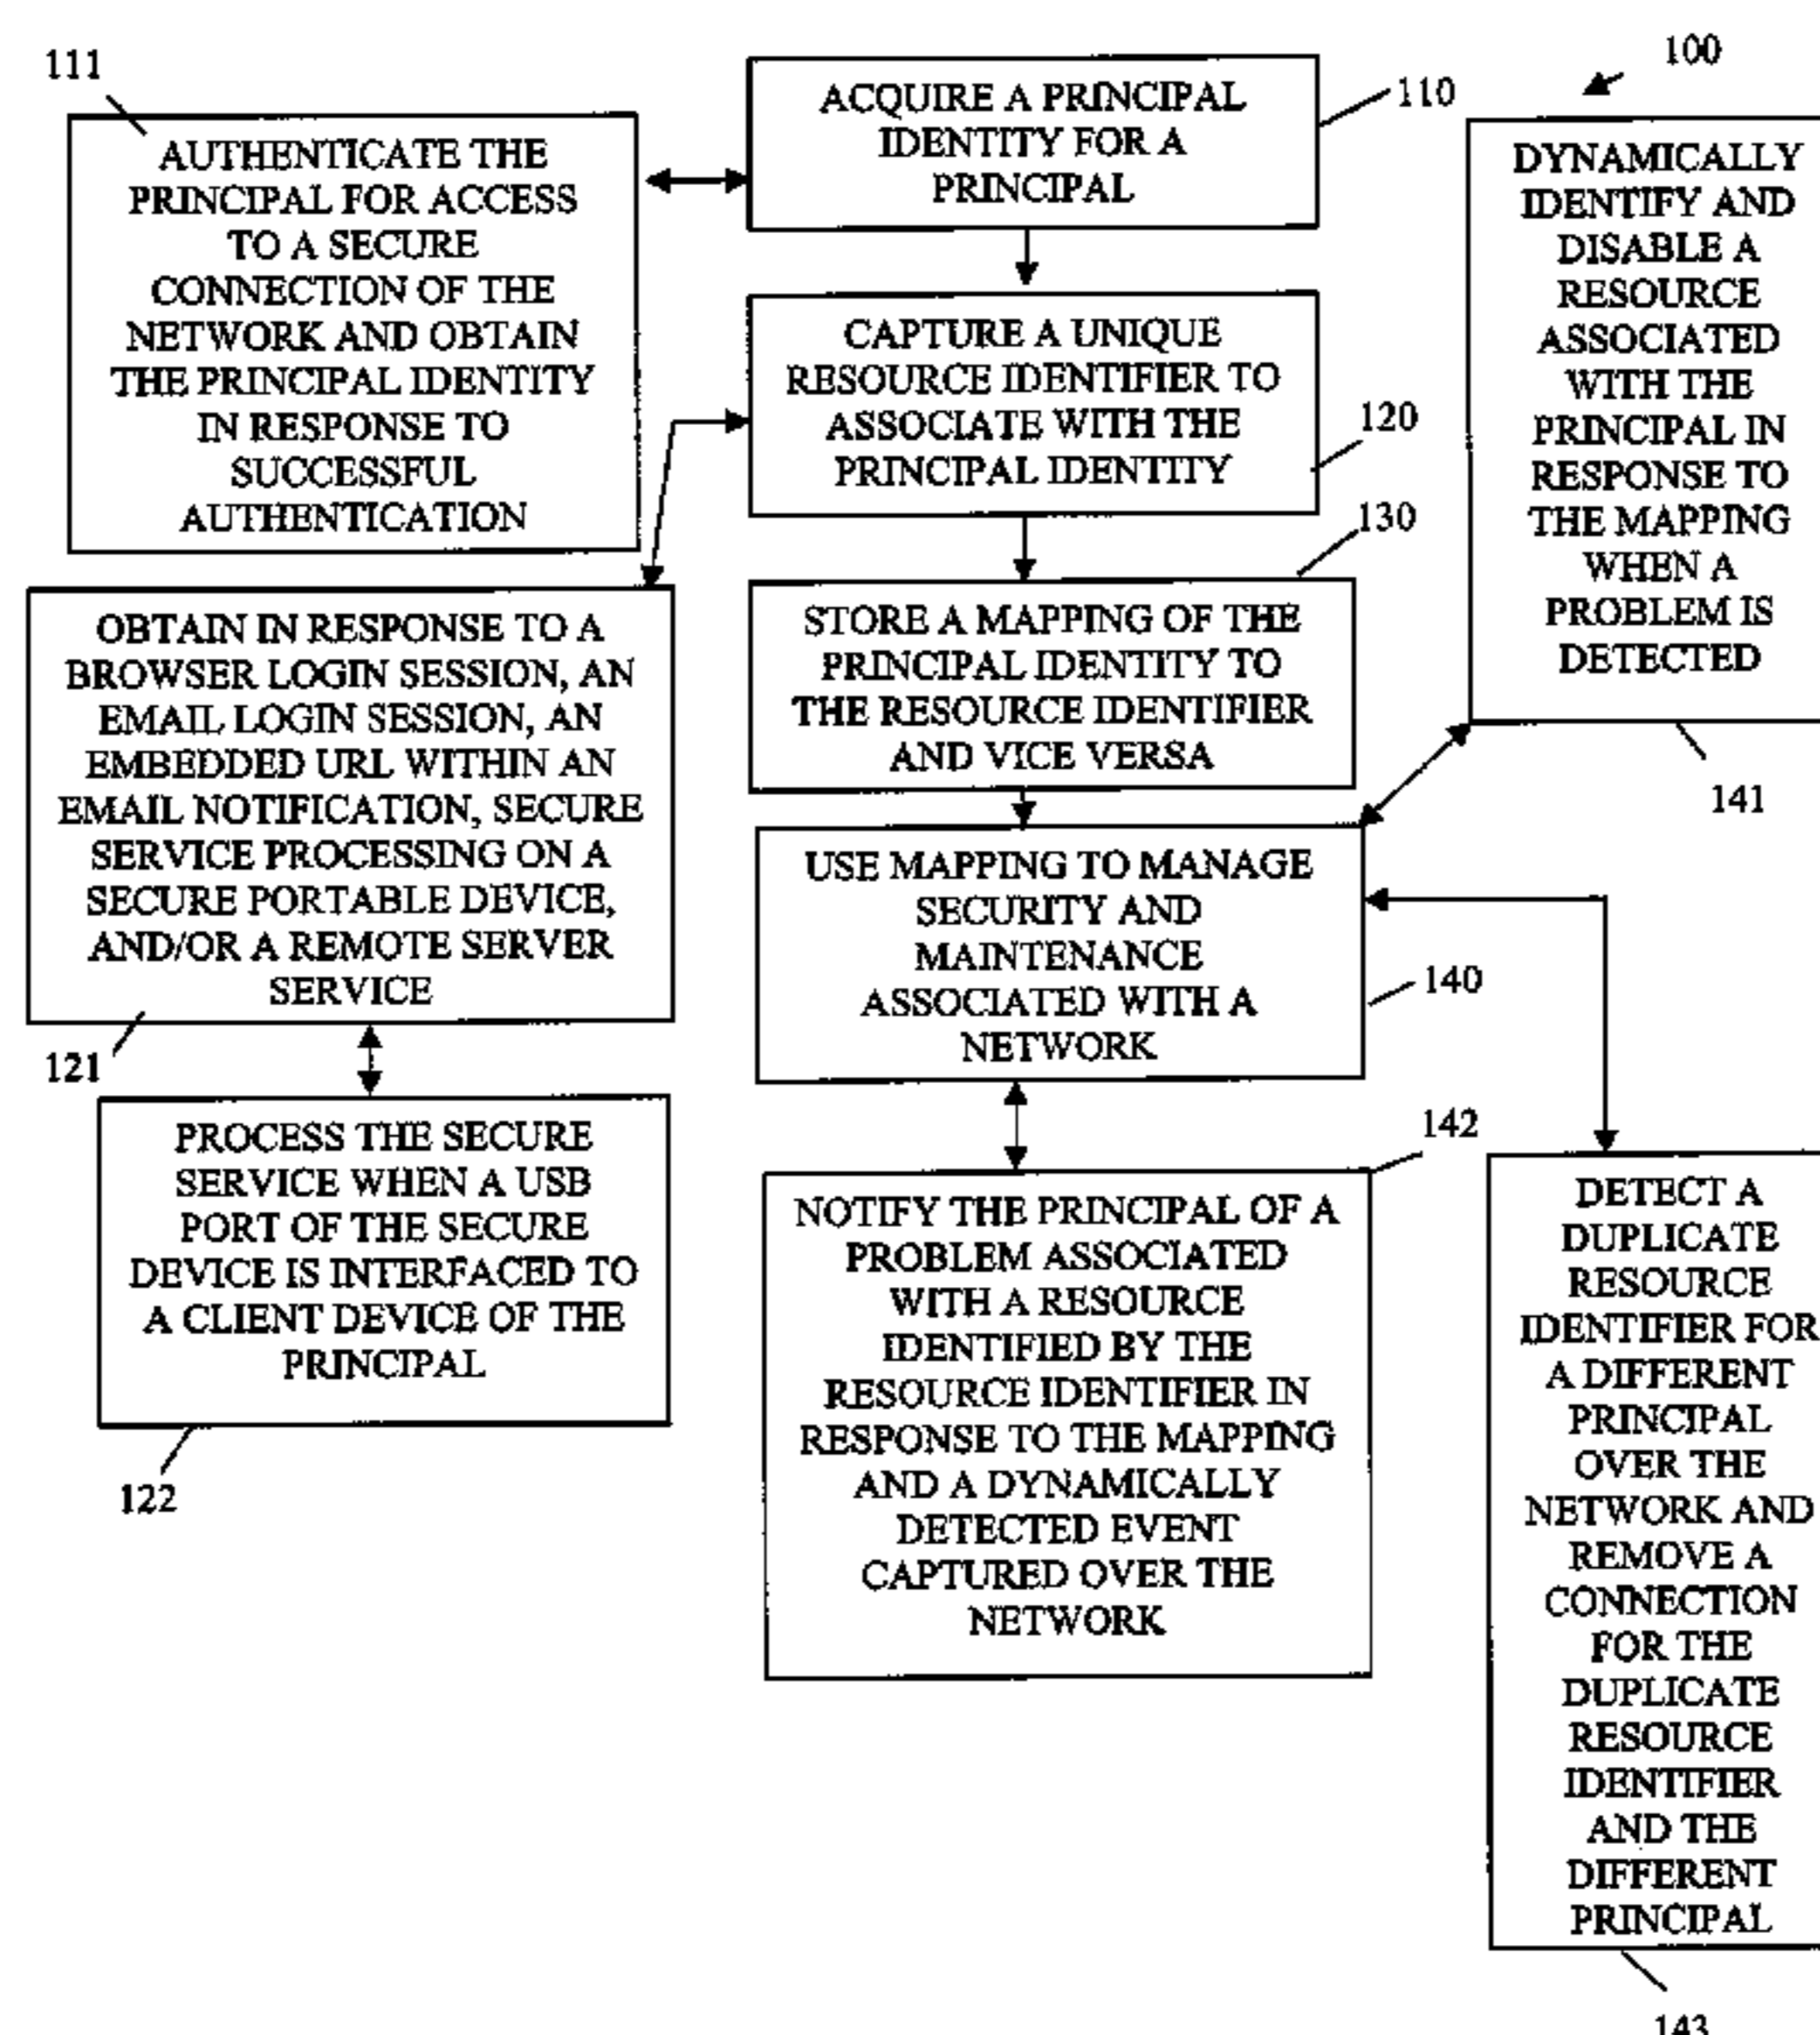 100
111
110
ACQUIRE A PRINCIPAL
IDENTITY FOR A
PRINCIPAL
AUTHENTICATE THE
PRINCIPAL FOR ACCESS
TO A SECURE
CONNECTION OF THE
NETWORK AND OBTAIN
THE PRINCIPAL IDENTITY
IN RESPONSE TO
SUCCESSFUL
AUTHENTICATION
CAPTURE A UNIQUE
RESOURCE IDENTIFIER TO
ASSOCIATE WITH THE
PRINCIPAL IDENTITY
120
130
DYNAMICALLY
IDENTIFY AND
DISABLE A
RESOURCE
ASSOCIATED
WITH THE
PRINCIPAL IN
RESPONSE TO
THE MAPPING
WHEN A
PROBLEM IS
DETECTED
141
OBTAIN IN RESPONSE TO A
BROWSER LOGIN SESSION, AN
EMAIL LOGIN SESSION, AN
EMBEDDED URL WITHIN AN
EMAIL NOTIFICATION, SECURE
SERVICE PROCESSING ON A
SECURE PORTABLE DEVICE,
AND/OR A REMOTE SERVER
SERVICE
121
STORE A MAPPING OF THE
PRINCIPAL IDENTITY TO
THE RESOURCE IDENTIFIER
AND VICE VERSA
USE MAPPING TO MANAGE
SECURITY AND
MAINTENANCE
ASSOCIATED WITH A
NETWORK
140
PROCESS THE SECURE
SERVICE WHEN A USB
PORT OF THE SECURE
DEVICE IS INTERFACED TO
A CLIENT DEVICE OF THE
PRINCIPAL
122
142
NOTIFY THE PRINCIPAL OF A
PROBLEM ASSOCIATED
WITH A RESOURCE
IDENTIFIED BY THE
RESOURCE IDENTIFIER IN
RESPONSE TO THE MAPPING
AND A DYNAMICALLY
DETECTED EVENT
CAPTURED OVER THE
NETWORK
DETECT A
DUPLICATE
RESOURCE
IDENTIFIER FOR
A DIFFERENT
PRINCIPAL
OVER THE
NETWORK AND
REMOVE A
CONNECTION
FOR THE
DUPLICATE
RESOURCE
IDENTIFIER
AND THE
DIFFERENT
PRINCIPAL
143